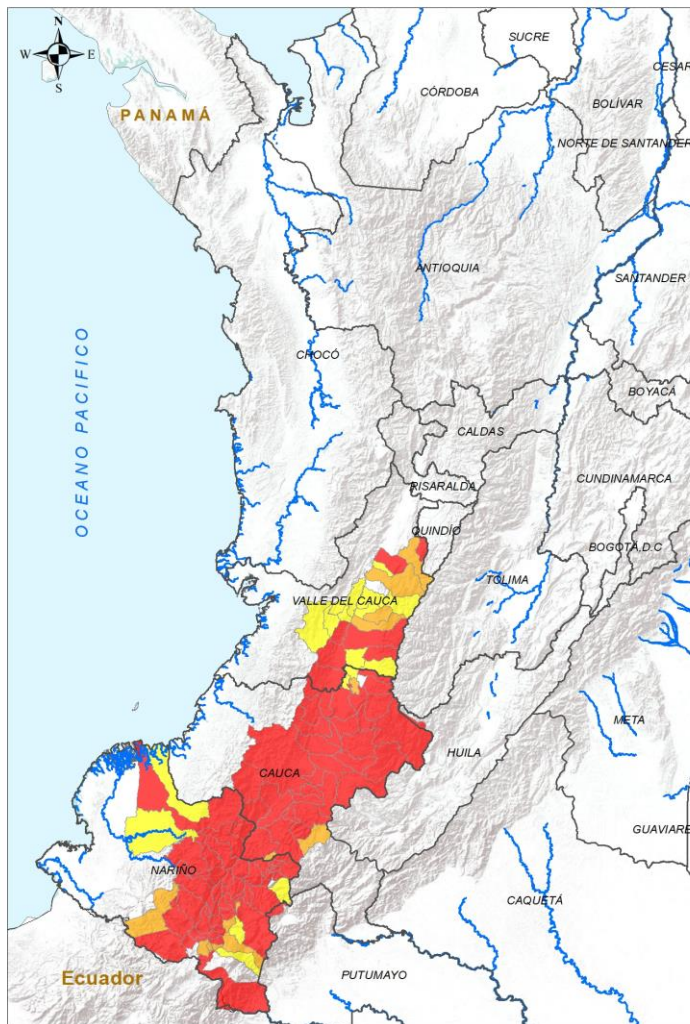 N
W E
S
SUCRE
CESAR
CÓRDOBA
BOLÍVAR
PANAMÁ
NORTE DE SANTANDER
ANTIOQUIA
SANTANDER
OCEANO PACIFICO
CHOCÓ
BOYACÁ
CALDAS
CUNDINAMARCA
RISARALDA
QUINDÍO
BOGOTÁ,D.C
TOLIMA
VALLE DEL CAUCA
META
HUILA
CAUCA
GUAVIARE
NARIÑO
CAQUETÁ
Ecuador
PUTUMAYO